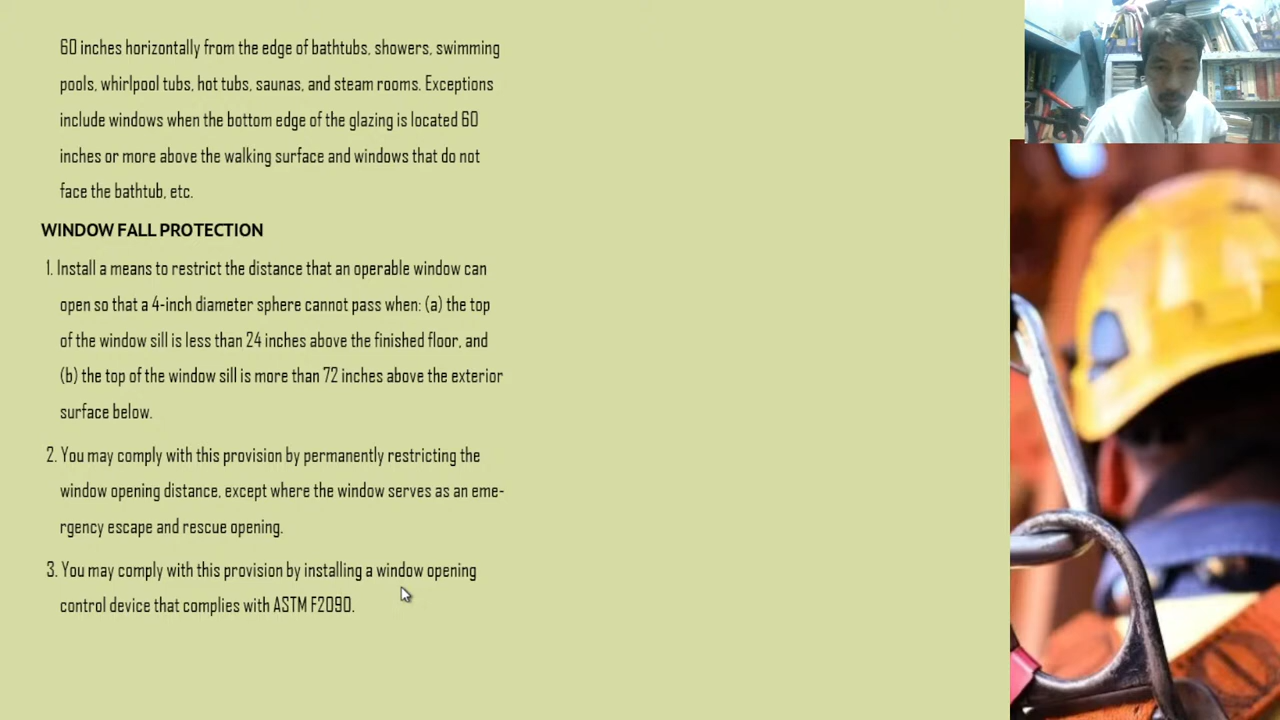 60 inches horizontally from the edge of bathtubs, showers, swimming
pools, whirlpool tubs, hot tubs, saunas, and steam rooms. Exceptions
include windows when the bottom edge of the glazing is located 60
inches or more above the walking surface and windows that do not
face the bathtub, etc.
WINDOW FALL PROTECTION
1. Install a means to restrict the distance that an operable window can
open so that a 4-inch diameter sphere cannot pass when: (a) the top
of the window sill is less than 24 inches above the finished floor, and
(b) the top of the window sill is more than 72 inches above the exterior
surface below.
2. You may comply with this provision by permanently restricting the
window opening distance, except where the window serves as an eme-
rgency escape and rescue opening.
3. You may comply with this provision by installing a window opening
control device that complies with ASTM F2090.